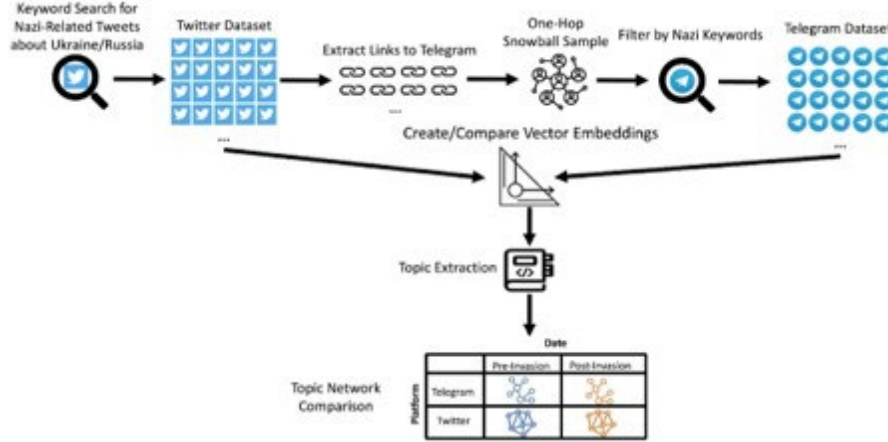 Keyword Search for
Nazi-Related Tweets
about Ukraine/Russia
Twitter Dataset
Extract Links to Telegram
...
One-Hop
Snowball Sample
Filter by Nazi Keywords
Telegram Dataset
...
...
Create/Compare Vector Embeddings
Topic Extraction
</>
Topic Network
Comparison
Date
Platform
Pre-Invasion
Post-Invasion
Telegram
Twitter